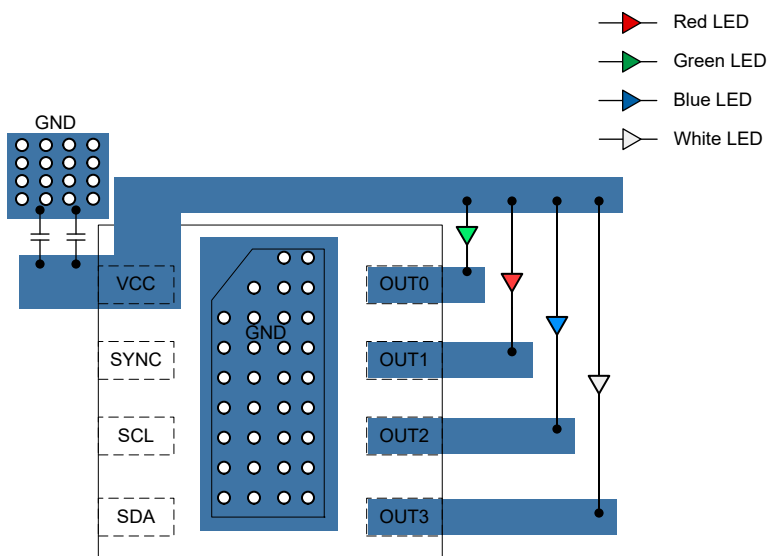 Red LED
Green LED
Blue LED
White LED
GND
VCC
OUT0
GND
SYNC
OUT1
SCL
OUT2
SDA
OUT3